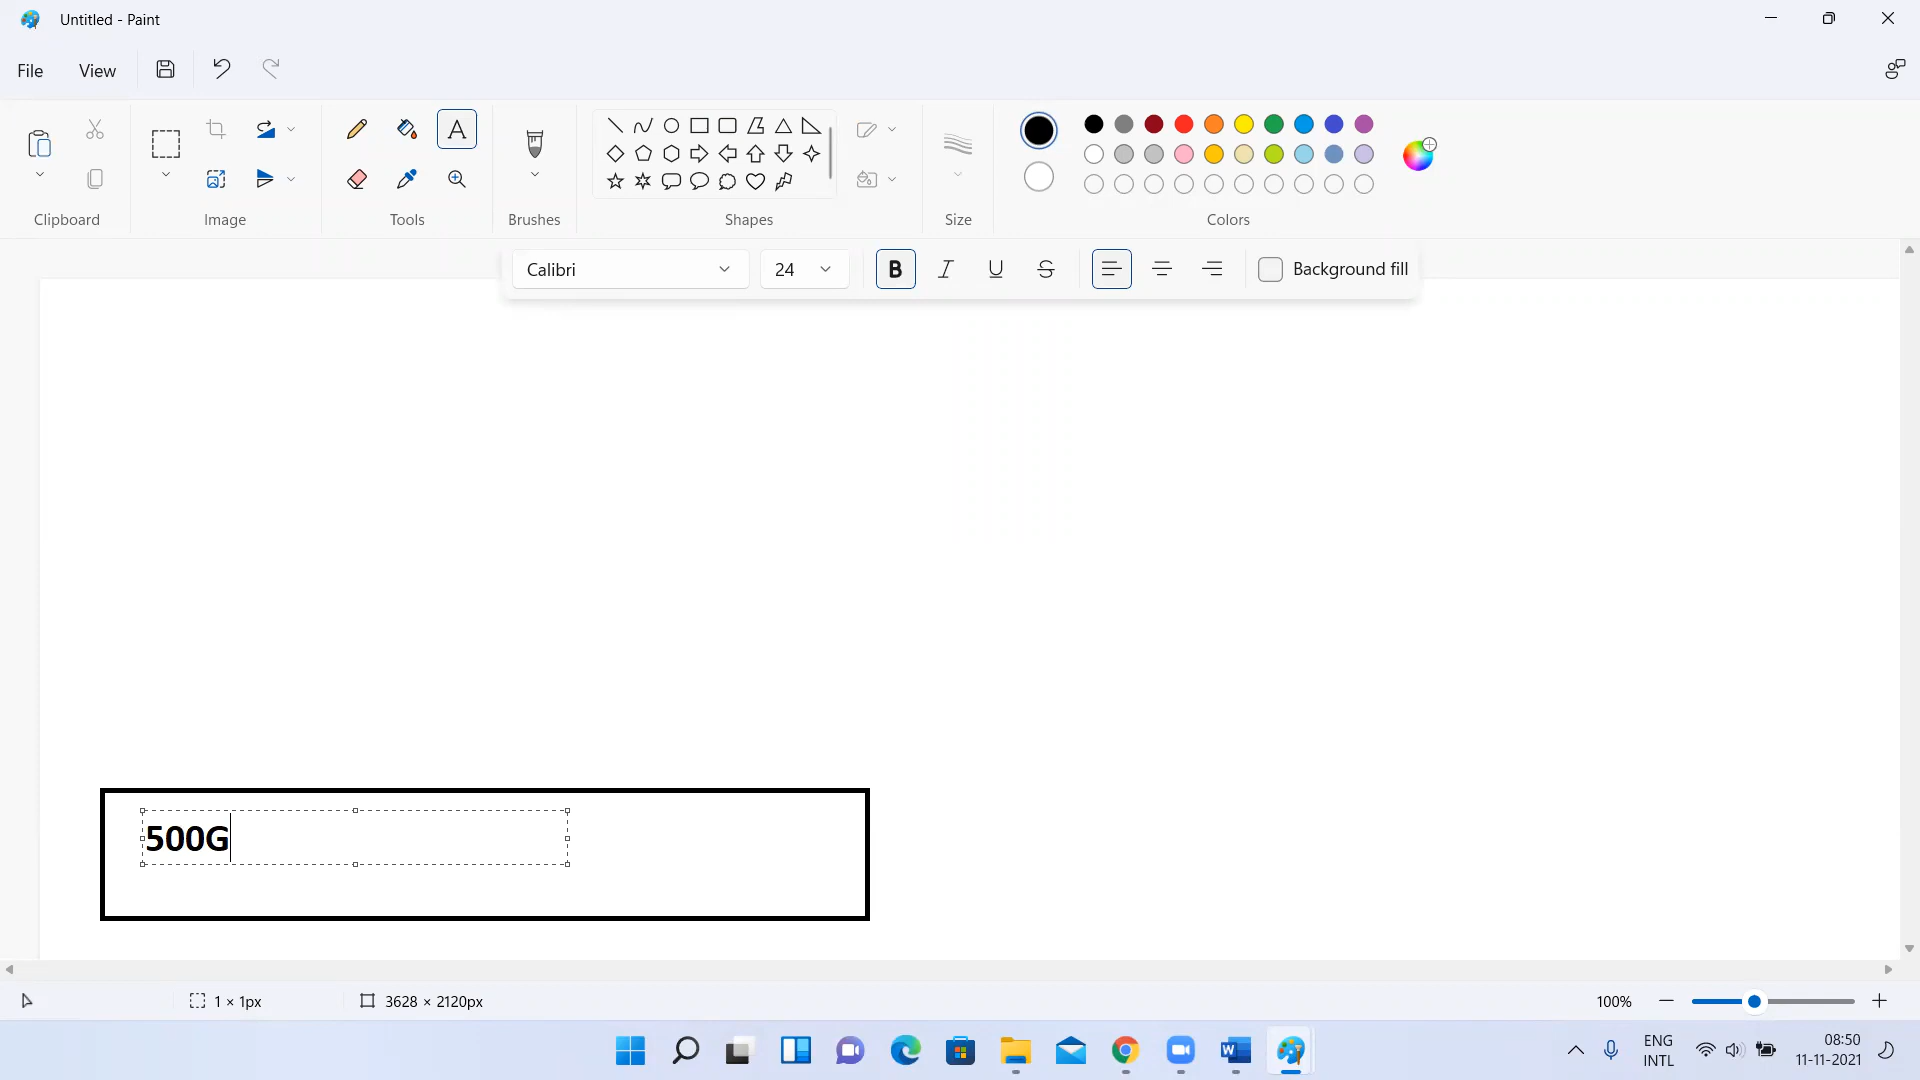 Untitled - Paint
File
View
Clipboard
Image
Tools
Brushes
Shapes
Size
Colors
Calibri
24
B
Background fill
500G
1 × 1px
3628 × 2120px
100%
ENG
INTL
08:50
11-11-2021